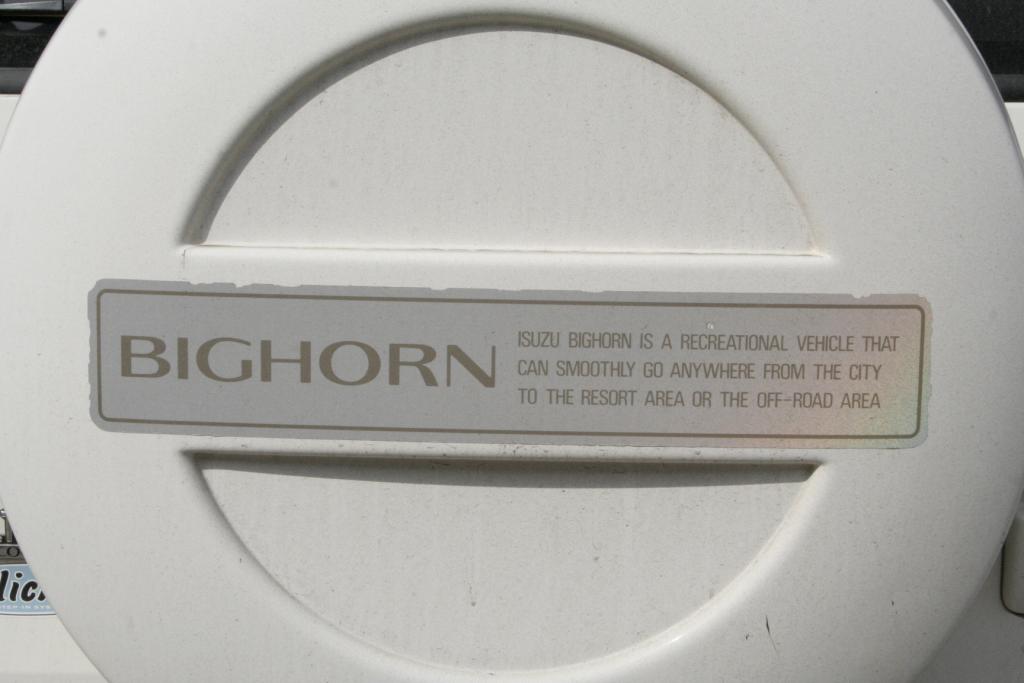 BIGHORN
ISUZU BIGHORN IS A RECREATIONAL VEHICLE THAT
CAN SMOOTHLY GO ANYWHERE FROM THE CITY
TO THE RESORT AREA OR THE OFF-ROAD AREA